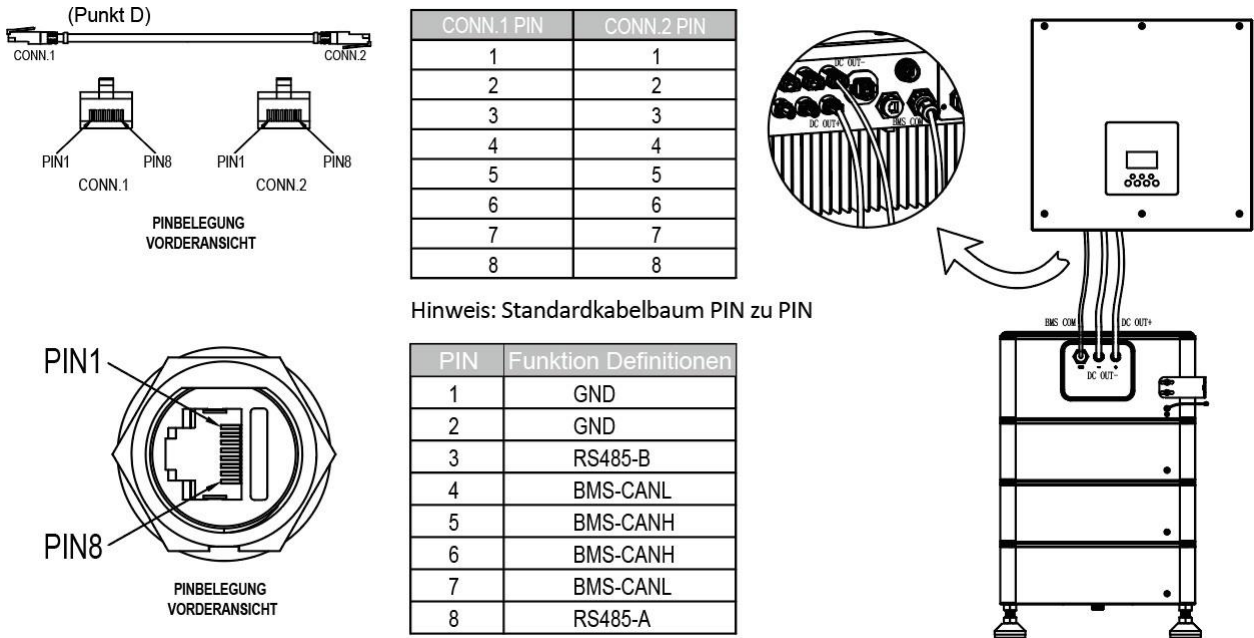 (Punkt D)
CONN.1 CONN.2
PIN1 PIN8 PIN1 PIN8
CONN.1 CONN.2
PINBELEGUNG
VORDERANSICHT
CONN.1 PIN CONN.2 PIN
1 1
2 2
3 3
4 4
5 5
6 6
7 7
8 8
Hinweis: Standardkabelbaum PIN zu PIN
PIN1
PIN8
PINBELEGUNG
VORDERANSICHT
PIN Funktion Definitionen
1 GND
2 GND
3 RS485-B
4 BMS-CANL
5 BMS-CANH
6 BMS-CANH
7 BMS-CANL
8 RS485-A
DC OUT-
DC OUT+
BMS COM
BMS COM DC OUT+
- +
DC OUT-